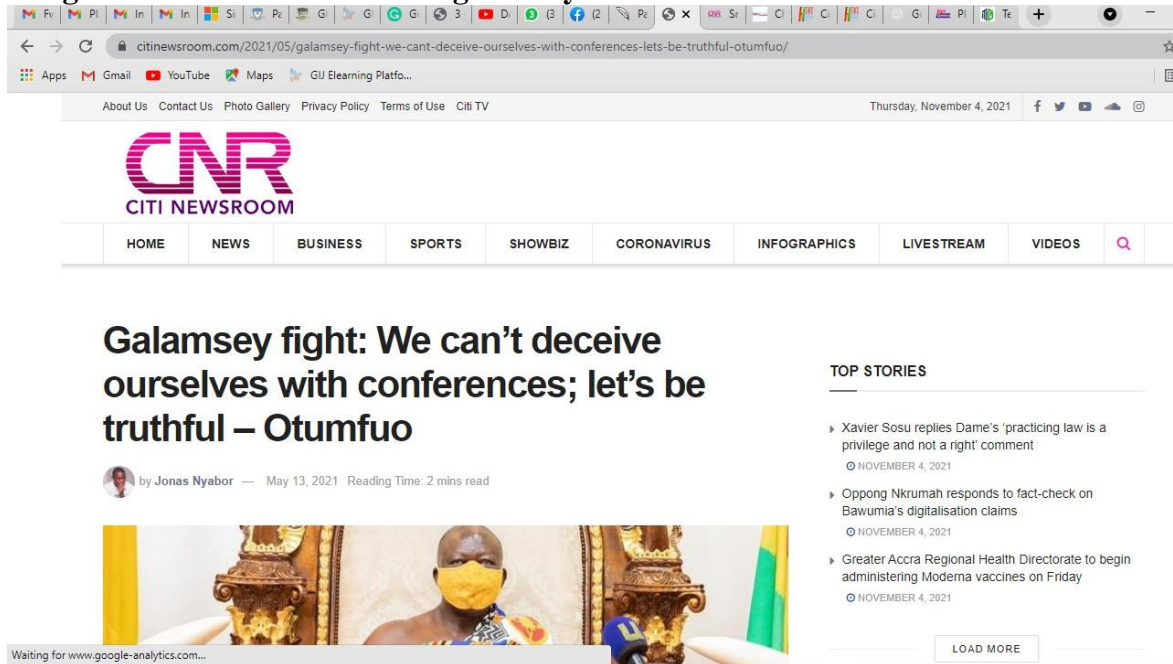 citinewsroom.com/2021/05/galamsey-fight-we-cant-deceive-ourselves-with-conferences-lets-be-truthful-otumfuo/
Apps Gmail YouTube Maps GIJ Elearning Platfo...
About Us Contact Us Photo Gallery Privacy Policy Terms of Use Citi TV
Thursday, November 4, 2021
CNR
CITI NEWSROOM
HOME NEWS BUSINESS SPORTS SHOWBIZ CORONAVIRUS INFOGRAPHICS LIVESTREAM VIDEOS
Galamsey fight: We can't deceive
ourselves with conferences; let's be
truthful – Otumfuo
by Jonas Nyabor — May 13, 2021 Reading Time: 2 mins read
TOP STORIES
Xavier Sosu replies Dame's 'practicing law is a
privilege and not a right' comment
NOVEMBER 4, 2021
Oppong Nkrumah responds to fact-check on
Bawumia's digitalisation claims
NOVEMBER 4, 2021
Greater Accra Regional Health Directorate to begin
administering Moderna vaccines on Friday
NOVEMBER 4, 2021
LOAD MORE
Waiting for www.google-analytics.com...